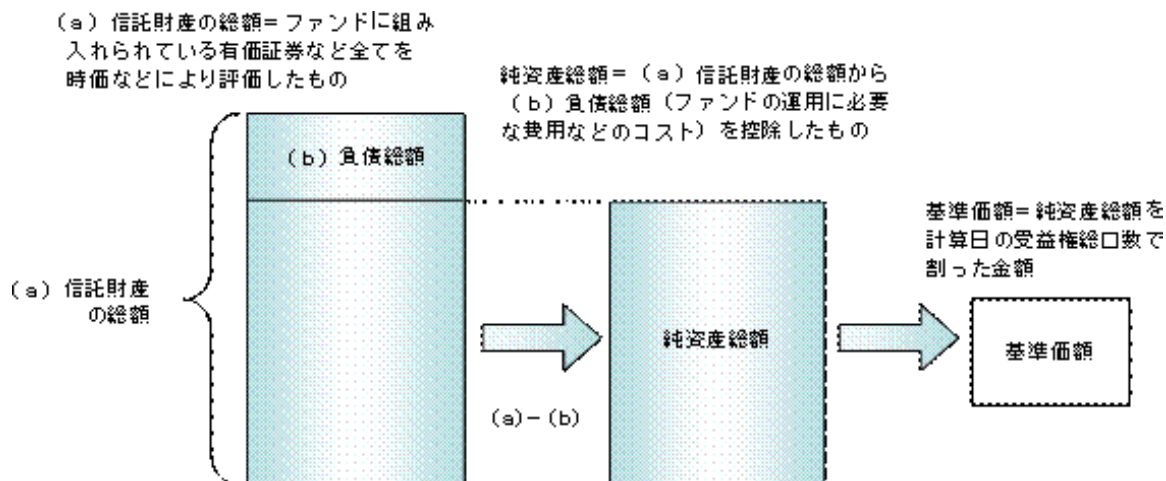 (a)信託財産の総額=ファンドに組み
入れられている有価証券など全てを
時価などにより評価したもの
純資産総額=(a)信託財産の総額から
(b)負債総額(ファンドの運用に必要
な費用などのコスト)を控除したもの
(b)負債総額
基準価額=純資産総額を
計算日の受益権総口数で
割った金額
(a)信託財産
の総額
純資産総額
基準価額
(a)-(b)